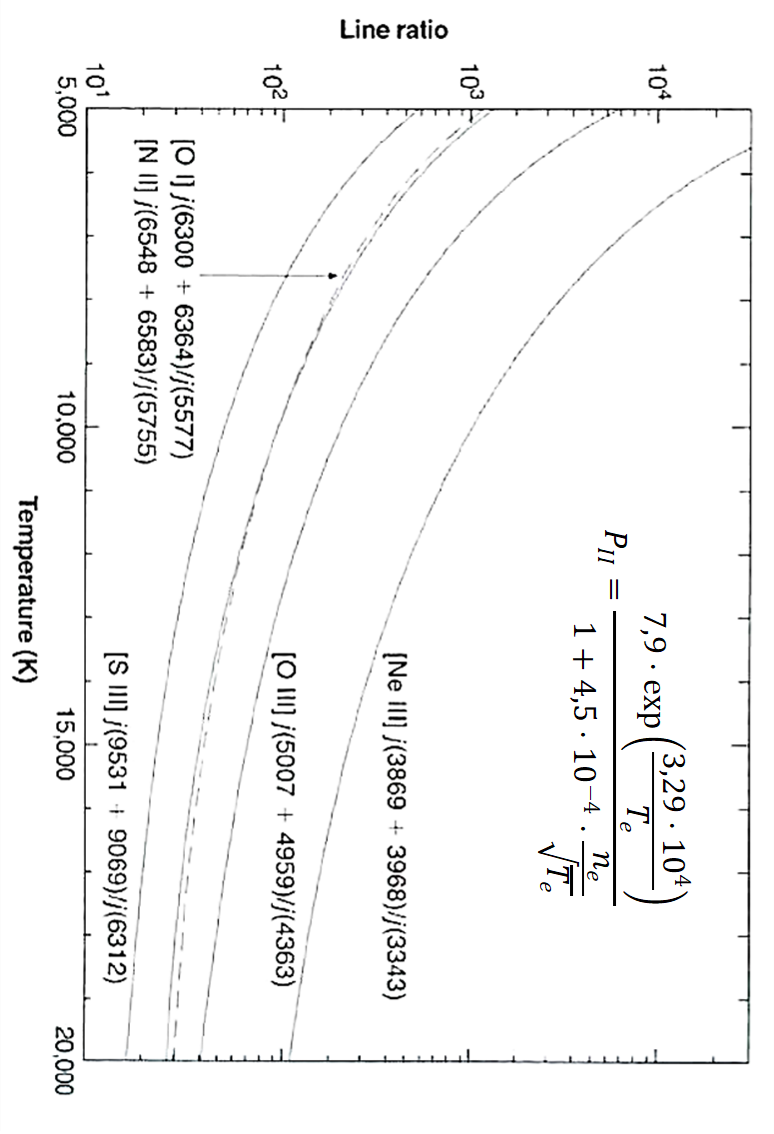 Line ratio
10⁴
10³
10²
10¹
5,000
10,000
15,000
20,000
Temperature (K)
P_II = 7,9 · exp(3,29 · 10⁴ / T_e) / 1 + 4,5 · 10⁻⁴ · n_e / √T_e
[Ne III] j(3869 + 3968)/j(3343)
[O III] j(5007 + 4959)/j(4363)
[O I] j(6300 + 6364)/j(5577)
[N II] j(6548 + 6583)/j(5755)
[S III] j(9531 + 9069)/j(6312)